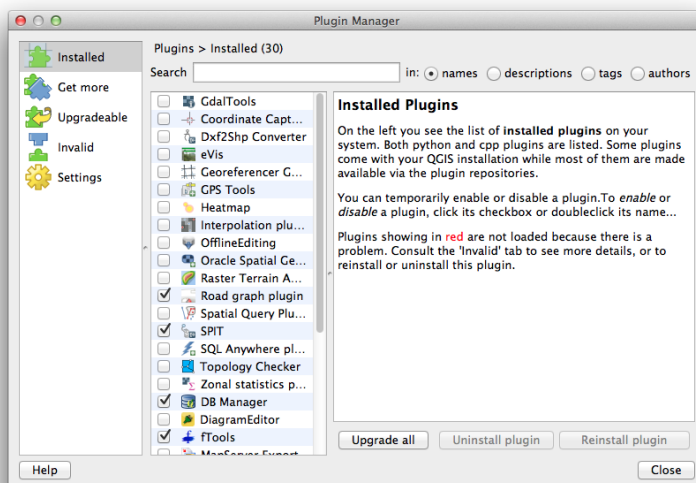 Plugin Manager
Installed
Get more
Upgradeable
Invalid
Settings
Plugins > Installed (30)
Search
in: names descriptions tags authors
GdalTools
Coordinate Capt...
Dxf2Shp Converter
eVis
Georeferencer G...
GPS Tools
Heatmap
Interpolation plu...
OfflineEditing
Oracle Spatial Ge...
Raster Terrain A...
Road graph plugin
Spatial Query Plu...
SPIT
SQL Anywhere pl...
Topology Checker
Zonal statistics p...
DB Manager
DiagramEditor
fTools
MapServer Export
Installed Plugins
On the left you see the list of installed plugins on your
system. Both python and cpp plugins are listed. Some plugins
come with your QGIS installation while most of them are made
available via the plugin repositories.
You can temporarily enable or disable a plugin.To enable or
disable a plugin, click its checkbox or doubleclick its name...
Plugins showing in red are not loaded because there is a
problem. Consult the 'Invalid' tab to see more details, or to
reinstall or uninstall this plugin.
Upgrade all
Uninstall plugin
Reinstall plugin
Help
Close